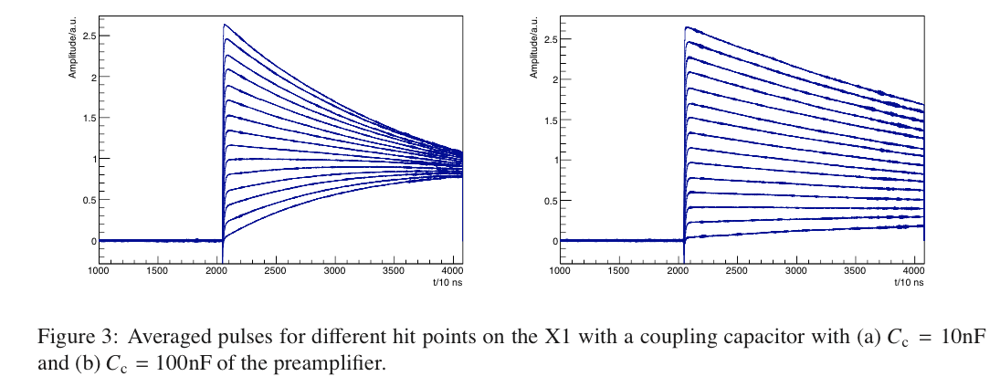 Amplitude/a.u.
2.5
2
1.5
1
0.5
0
1000 1500 2000 2500 3000 3500 4000
t/10 ns
Amplitude/a.u.
2.5
2
1.5
1
0.5
0
1000 1500 2000 2500 3000 3500 4000
t/10 ns
Figure 3: Averaged pulses for different hit points on the X1 with a coupling capacitor with (a) Cc = 10nF
and (b) Cc = 100nF of the preamplifier.